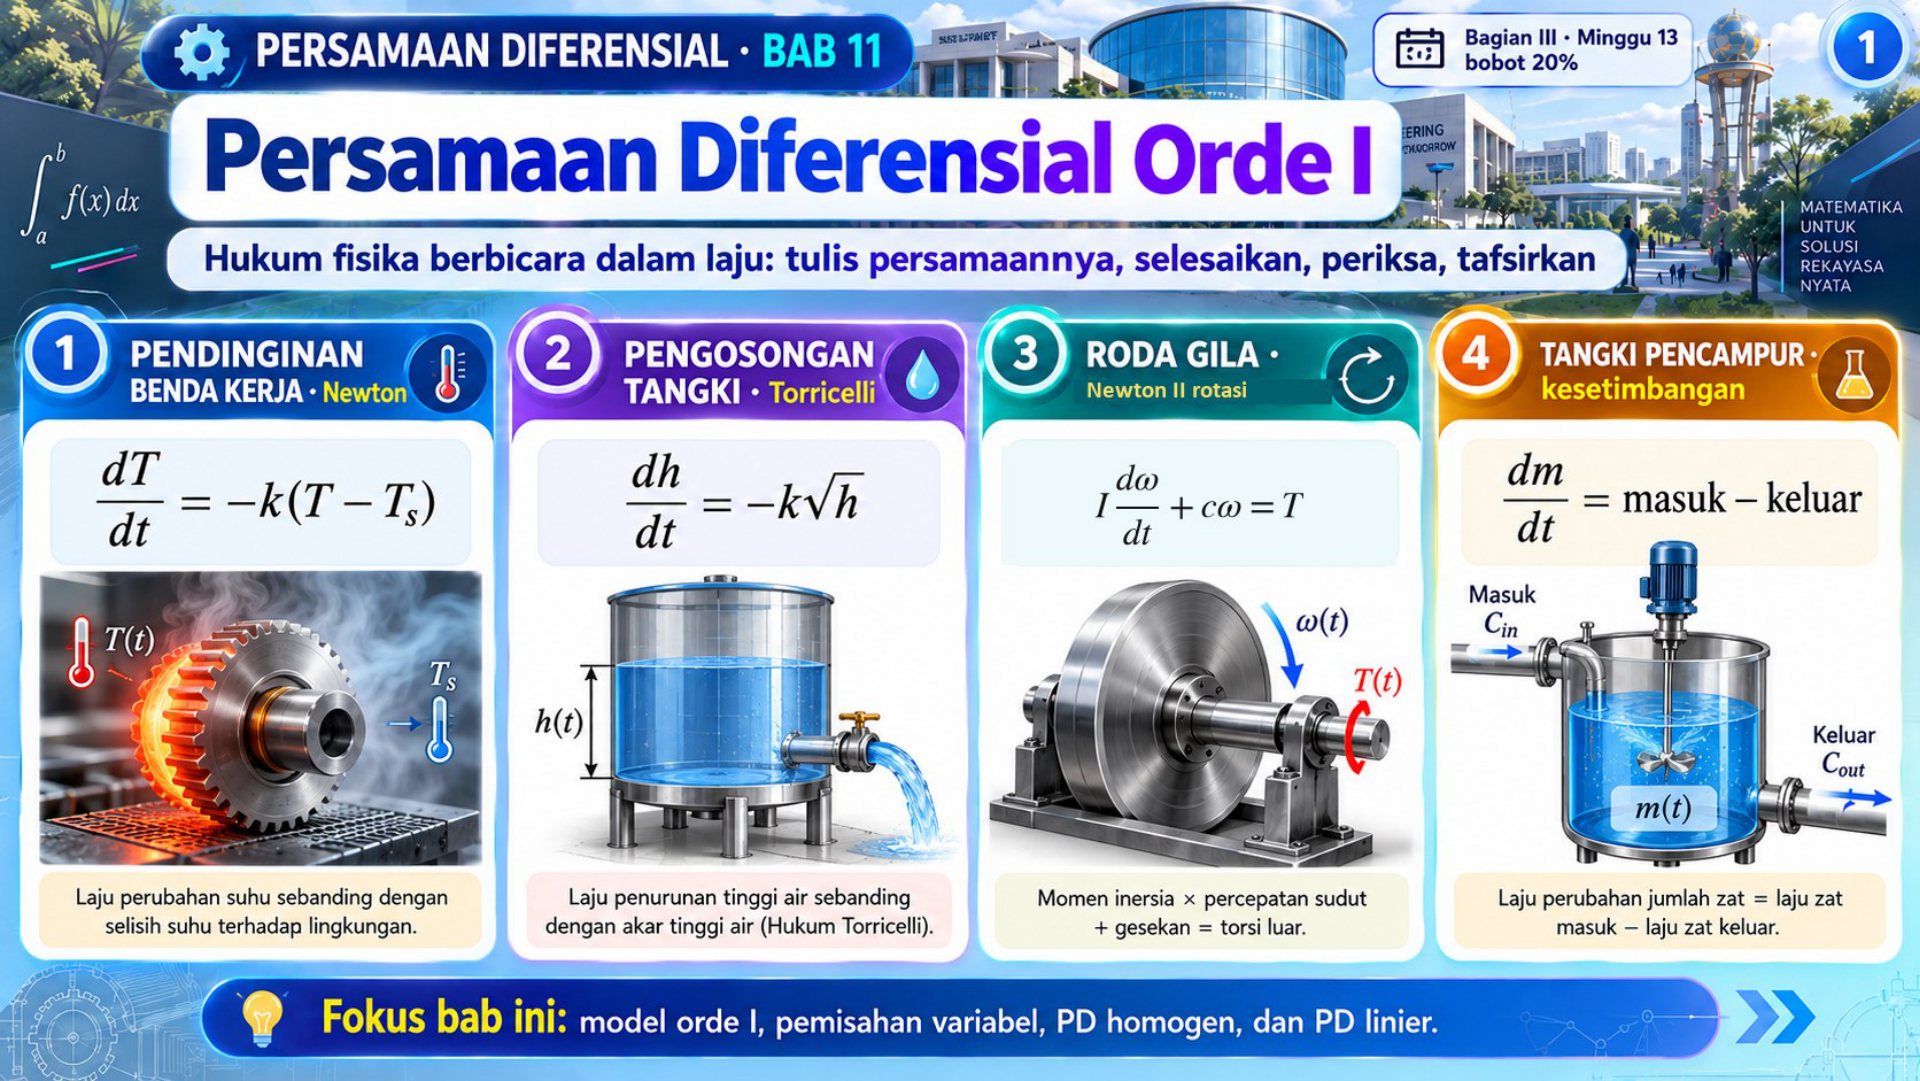 PERSAMAAN DIFERENSIAL · BAB 11
Bagian III · Minggu 13
bobot 20%
1
Persamaan Diferensial Orde I
ERING
∫_a^b f(x) dx
Hukum fisika berbicara dalam laju: tulis persamaannya, selesaikan, periksa, tafsirkan
MATEMATIKA
UNTUK
SOLUSI
REKAYASA
NYATA
1
PENDINGINAN
BENDA KERJA · Newton
dT/dt = −k(T − T_s)
T(t)
T_s
Laju perubahan suhu sebanding dengan
selisih suhu terhadap lingkungan.
2
PENGOSONGAN
TANGKI · Torricelli
dh/dt = −k√h
h(t)
Laju penurunan tinggi air sebanding
dengan akar tinggi air (Hukum Torricelli).
3
RODA GILA ·
Newton II rotasi
I dω/dt + cω = T
ω(t)
T(t)
Momen inersia × percepatan sudut
+ gesekan = torsi luar.
4
TANGKI PENCAMPUR ·
kesetimbangan
dm/dt = masuk − keluar
Masuk
C_in
Keluar
C_out
m(t)
Laju perubahan jumlah zat = laju zat
masuk − laju zat keluar.
Fokus bab ini: model orde I, pemisahan variabel, PD homogen, dan PD linier.